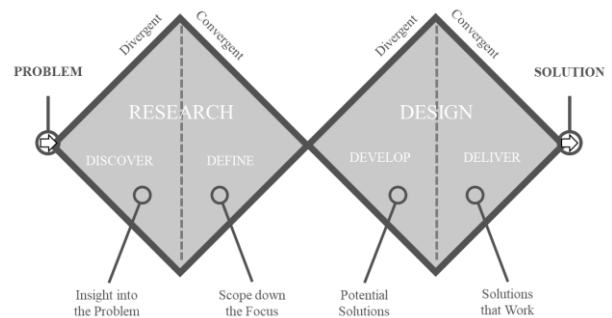 Divergent
Convergent
Divergent
Convergent
PROBLEM
SOLUTION
RESEARCH
DESIGN
DISCOVER
DEFINE
DEVELOP
DELIVER
Insight into
the Problem
Scope down
the Focus
Potential
Solutions
Solutions
that Work